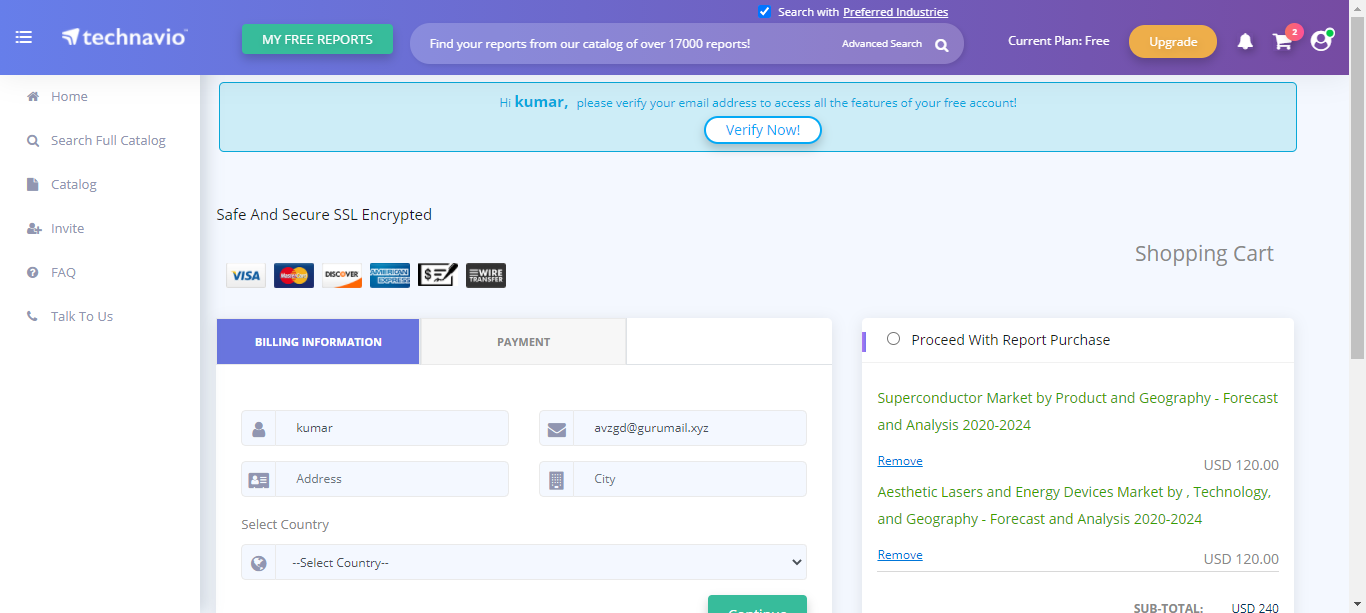 Search with Preferred Industries
technavio
MY FREE REPORTS
Find your reports from our catalog of over 17000 reports!
Advanced Search
Current Plan: Free
Upgrade
2
Home
Search Full Catalog
Catalog
Invite
FAQ
Talk To Us
Hi kumar, please verify your email address to access all the features of your free account!
Verify Now!
Safe And Secure SSL Encrypted
VISA
MasterCard
DISCOVER
AMERICAN EXPRESS
WIRE TRANSFER
Shopping Cart
BILLING INFORMATION
PAYMENT
kumar
avzgd@gurumail.xyz
Address
City
Select Country
--Select Country--
Continue
Proceed With Report Purchase
Superconductor Market by Product and Geography - Forecast
and Analysis 2020-2024
Remove
USD 120.00
Aesthetic Lasers and Energy Devices Market by , Technology,
and Geography - Forecast and Analysis 2020-2024
Remove
USD 120.00
SUB-TOTAL: USD 240